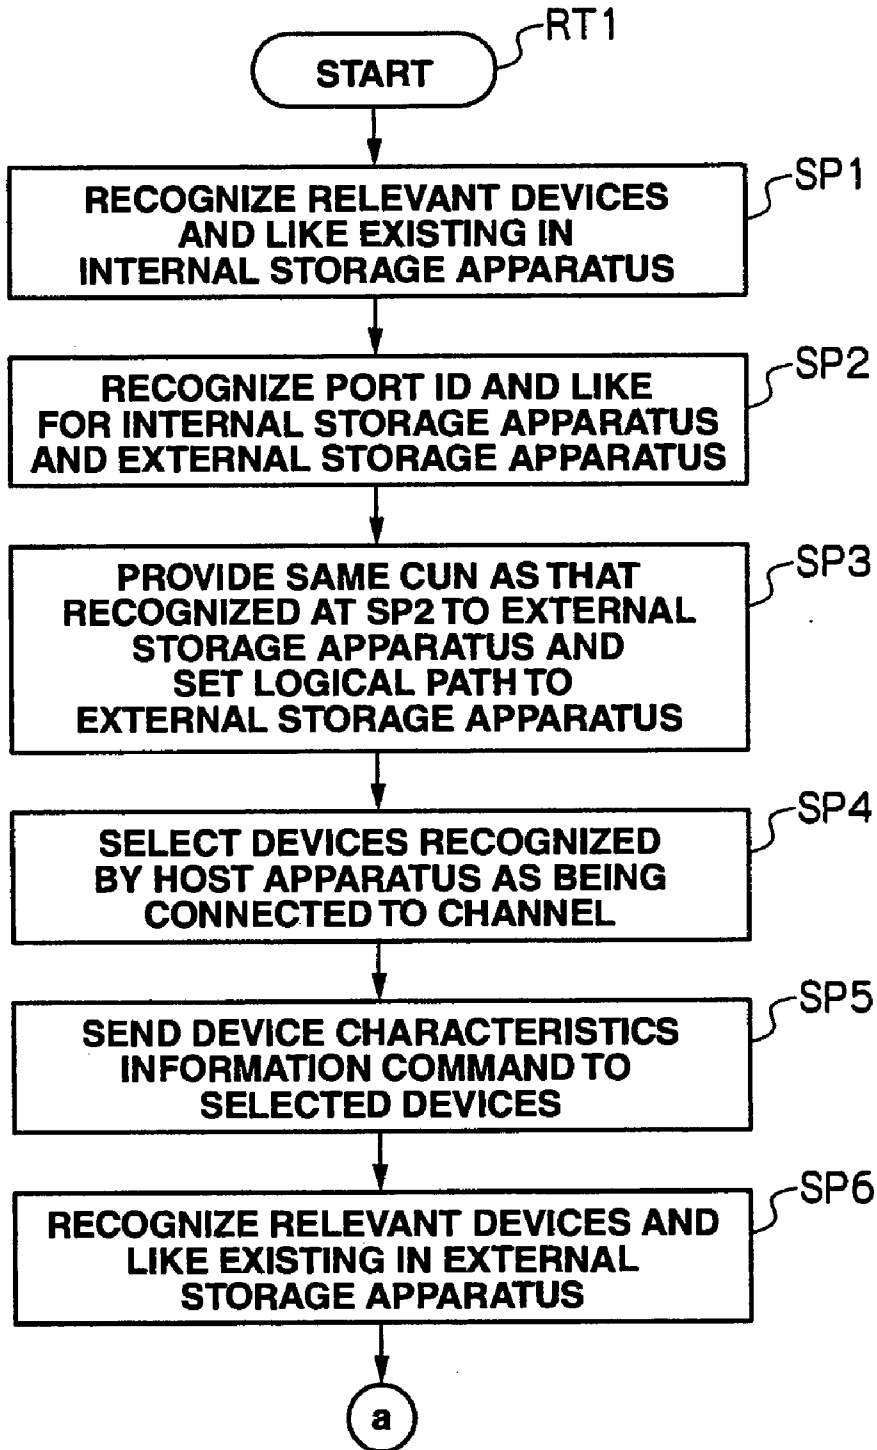 RT1
START
SP1
RECOGNIZE RELEVANT DEVICES
AND LIKE EXISTING IN
INTERNAL STORAGE APPARATUS
SP2
RECOGNIZE PORT ID AND LIKE
FOR INTERNAL STORAGE APPARATUS
AND EXTERNAL STORAGE APPARATUS
SP3
PROVIDE SAME CUN AS THAT
RECOGNIZED AT SP2 TO EXTERNAL
STORAGE APPARATUS AND
SET LOGICAL PATH TO
EXTERNAL STORAGE APPARATUS
SP4
SELECT DEVICES RECOGNIZED
BY HOST APPARATUS AS BEING
CONNECTED TO CHANNEL
SP5
SEND DEVICE CHARACTERISTICS
INFORMATION COMMAND TO
SELECTED DEVICES
SP6
RECOGNIZE RELEVANT DEVICES AND
LIKE EXISTING IN EXTERNAL
STORAGE APPARATUS
a